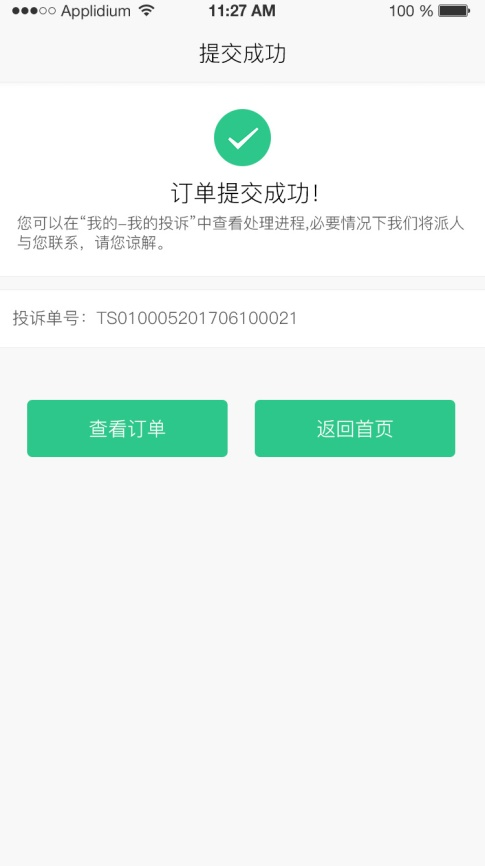 Applidium 11:27 AM 100 %
提交成功
订单提交成功!
您可以在“我的-我的投诉”中查看处理进程,必要情况下我们将派人
与您联系，请您谅解。
投诉单号：TS010005201706100021
查看订单 返回首页